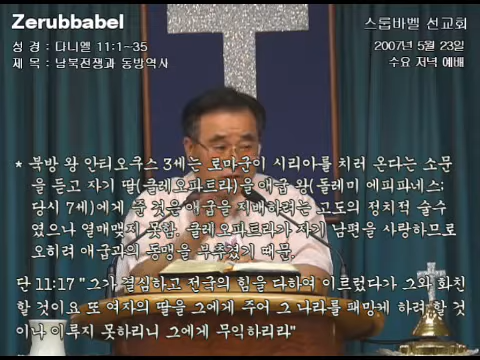 Zerubbabel
스룹바벨 선교회
성 경 : 다니엘 11:1~35
2007년 5월 23일
제 목 : 남북전쟁과 동방역사
수요 저녁 예배
* 북방 왕 안티오쿠스 3세는 로마군이 시리아를 치러 온다는 소문
을 듣고 자기 딸(클레오파트라)을 애굽 왕(톨레미 에피파네스:
당시 7세)에게 준 것은 애굽을 지배하려는 고도의 정치적 술수
였으나 열매맺지 못함. 클레오파트라가 자기 남편을 사랑하므로
오히려 애굽과의 동맹을 부추겼기 때문.
단 11:17 "그가 결심하고 전국의 힘을 다하여 이르렀다가 그와 화친
할 것이요 또 여자의 딸을 그에게 주어 그 나라를 패망케 하려 할 것
이나 이루지 못하리니 그에게 무익하리라"